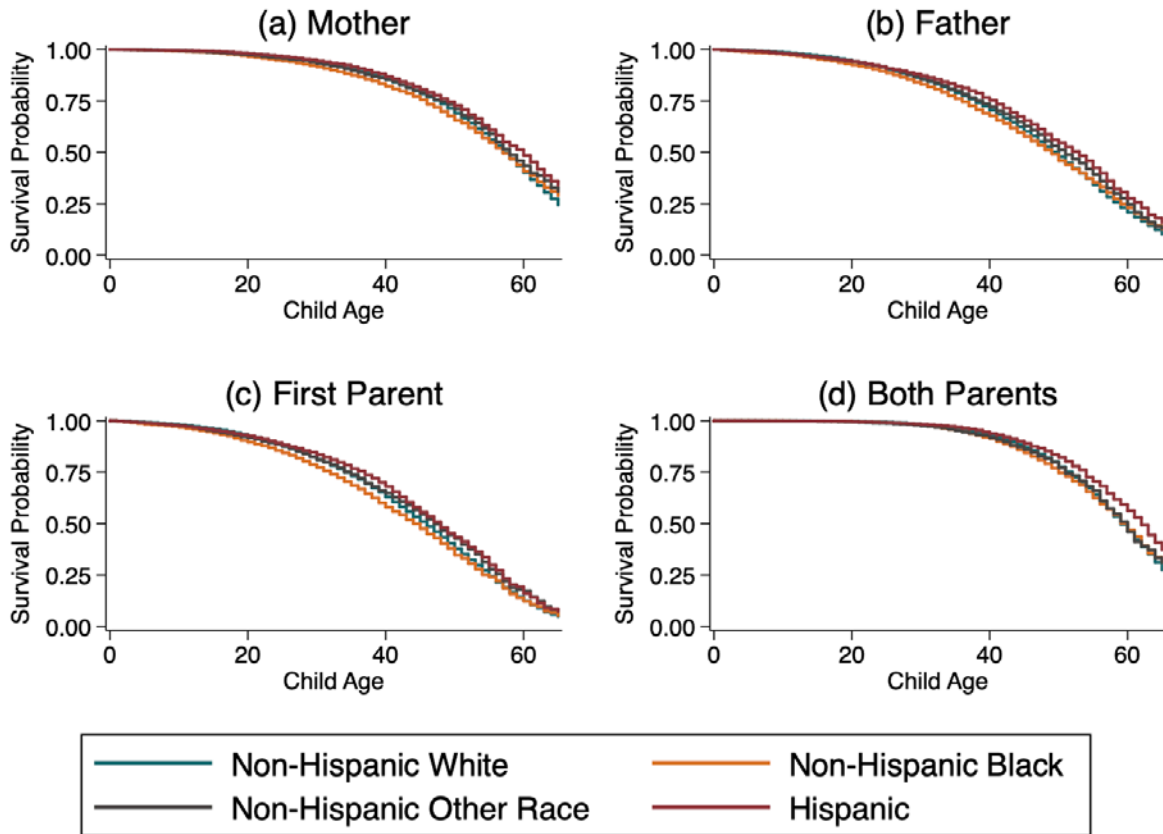 (a) Mother
Survival Probability
1.00
0.75
0.50
0.25
0.00
0 20 40 60
Child Age
(b) Father
Survival Probability
1.00
0.75
0.50
0.25
0.00
0 20 40 60
Child Age
(c) First Parent
Survival Probability
1.00
0.75
0.50
0.25
0.00
0 20 40 60
Child Age
(d) Both Parents
Survival Probability
1.00
0.75
0.50
0.25
0.00
0 20 40 60
Child Age
Non-Hispanic White
Non-Hispanic Black
Non-Hispanic Other Race
Hispanic